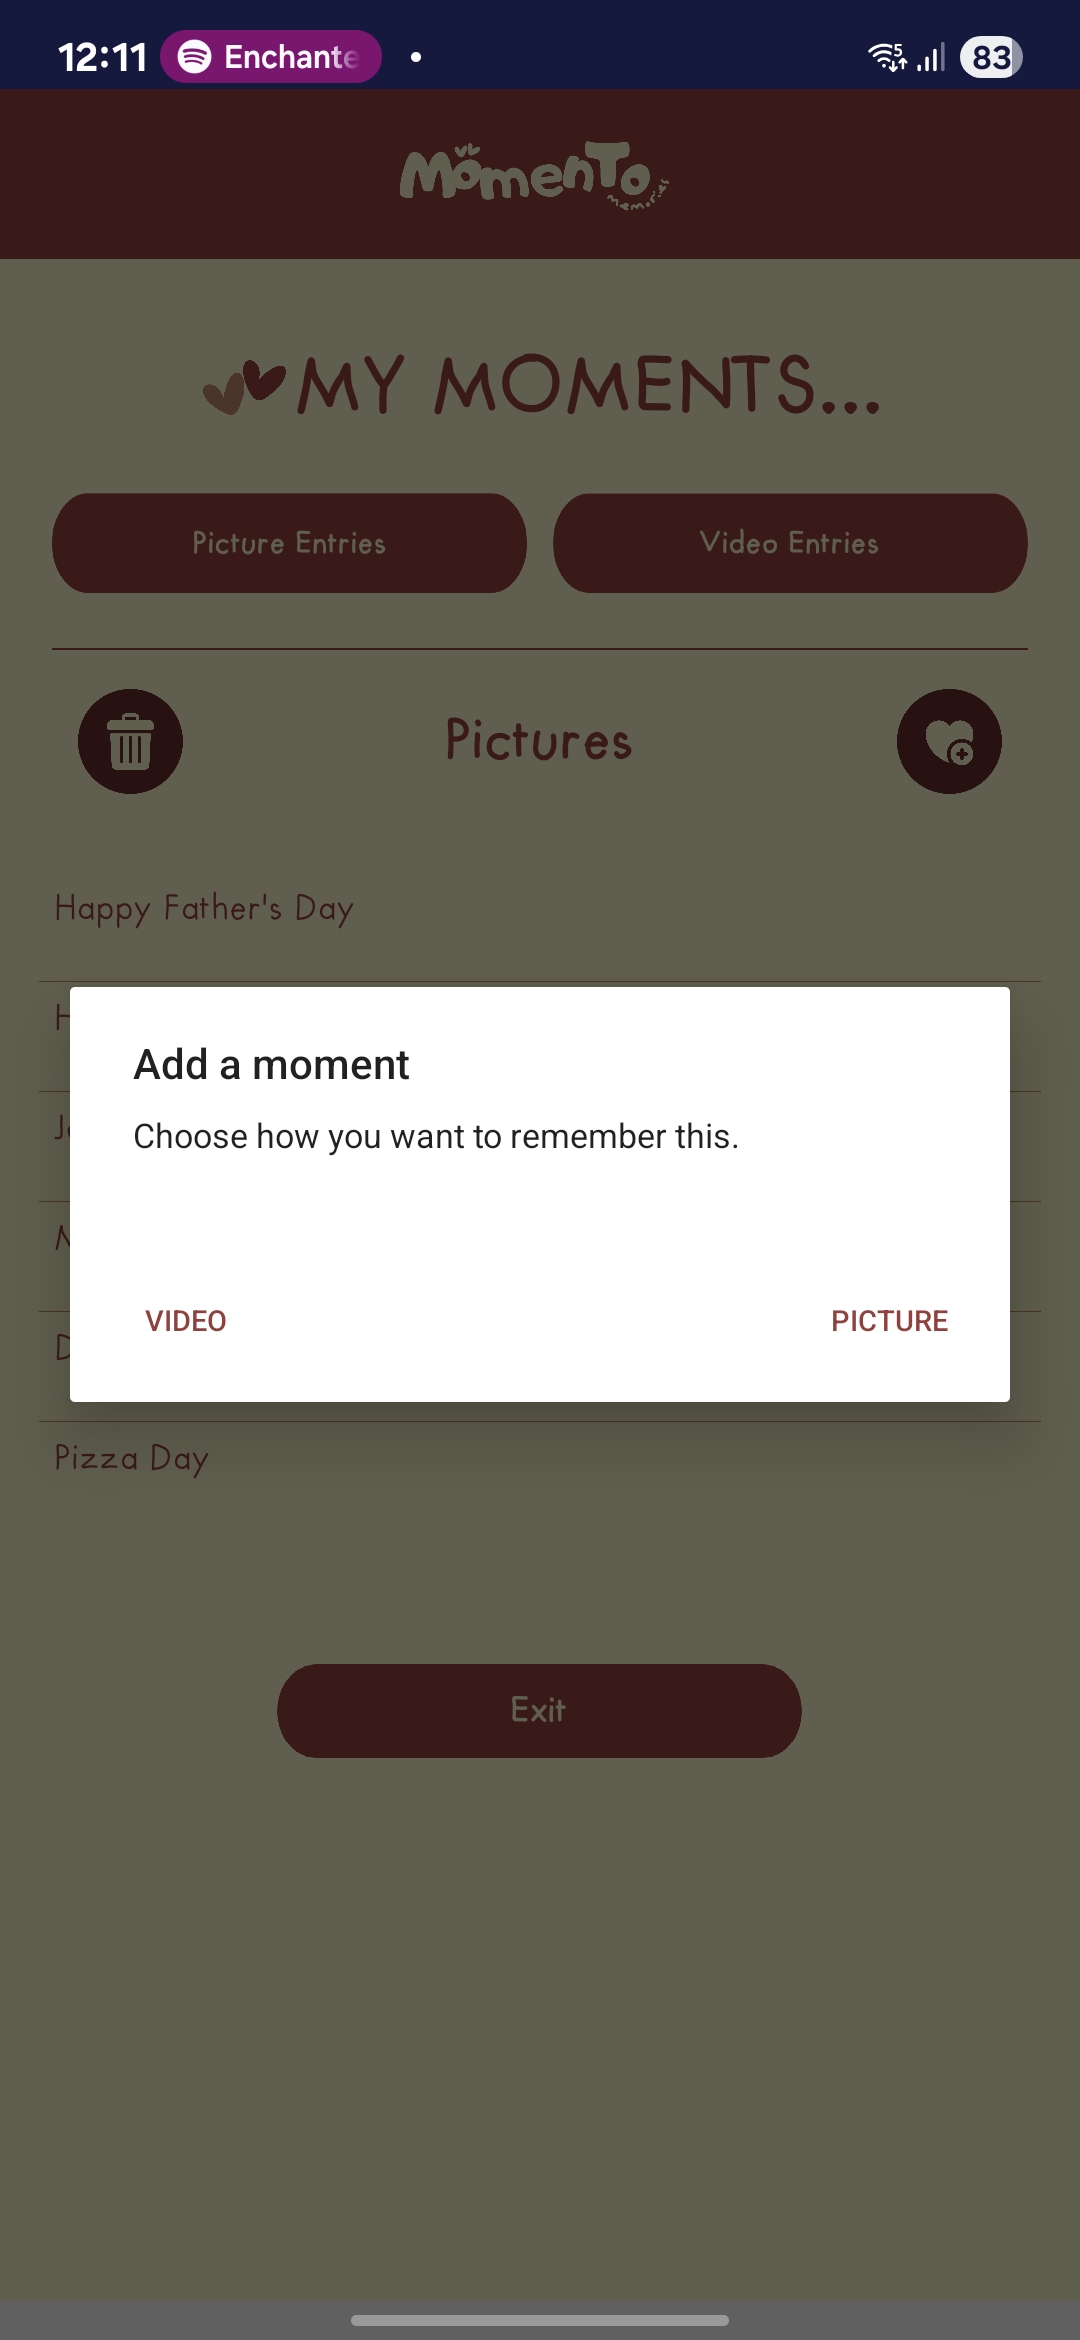 12:11 Enchante 83
MomenTo
memories
MY MOMENTS...
Picture Entries Video Entries
Pictures
Happy Father's Day
Add a moment
Choose how you want to remember this.
VIDEO PICTURE
Pizza Day
Exit